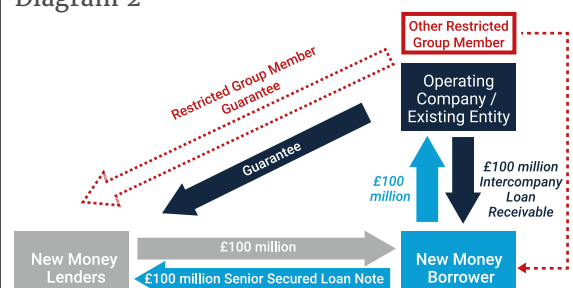 Diagram 2
Other Restricted
Group Member
Restricted Group Member
Guarantee
Operating
Company /
Existing Entity
Guarantee
£100
million
£100 million
Intercompany
Loan
Receivable
New Money
Lenders
£100 million
£100 million Senior Secured Loan Note
New Money
Borrower